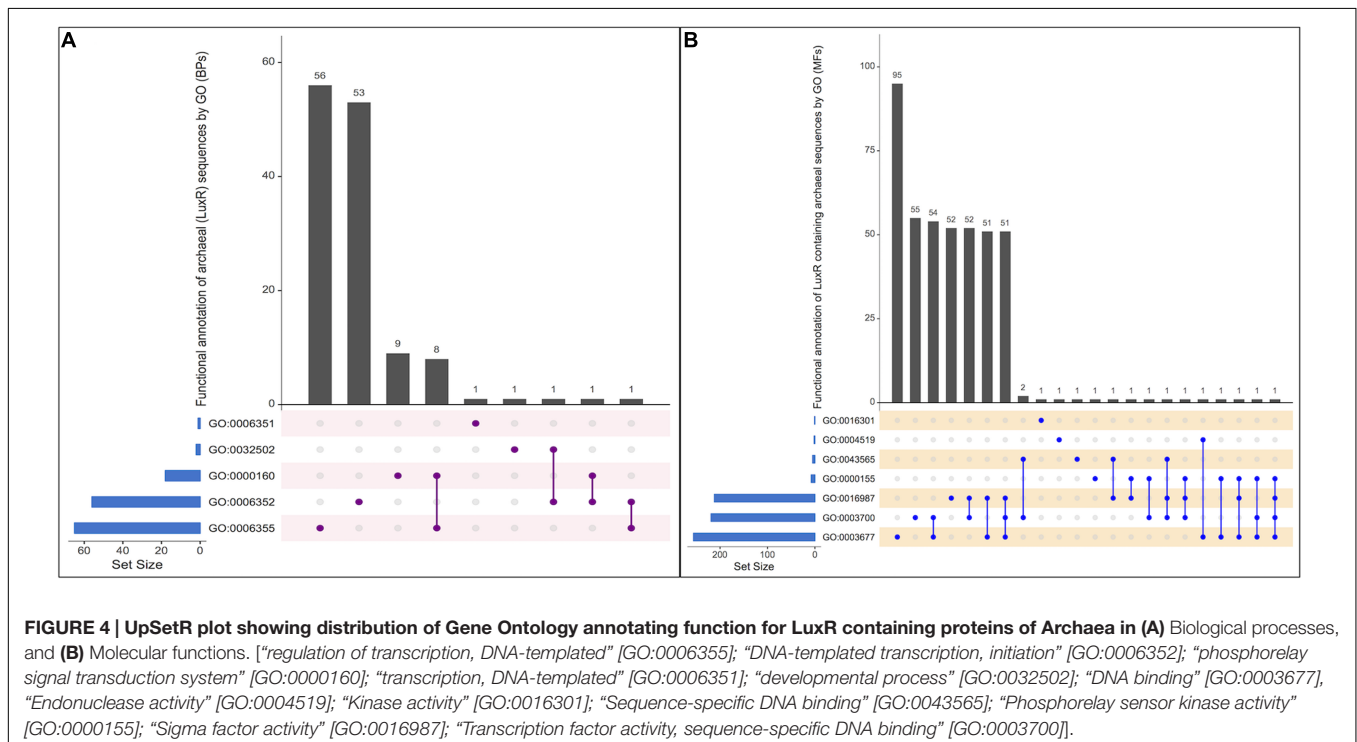 A
Functional annotation of archaeal (LuxR) sequences by GO (BPs)
60
40
20
0
56
53
9
8
1
1
1
1
1
GO:0006351
GO:0032502
GO:0000160
GO:0006352
GO:0006355
60 40 20 0
Set Size
B
Functional annotation of LuxR containing archaeal sequences by GO (MFs)
100
75
50
25
0
95
55
54
52
52
51
51
2
1
1
1
1
1
1
1
1
1
1
1
1
1
1
GO:0016301
GO:0004519
GO:0043565
GO:0000155
GO:0016987
GO:0003700
GO:0003677
200 100 0
Set Size
FIGURE 4 | UpSetR plot showing distribution of Gene Ontology annotating function for LuxR containing proteins of Archaea in (A) Biological processes,
and (B) Molecular functions. ["regulation of transcription, DNA-templated" [GO:0006355]; "DNA-templated transcription, initiation" [GO:0006352]; "phosphorelay
signal transduction system" [GO:0000160]; "transcription, DNA-templated" [GO:0006351]; "developmental process" [GO:0032502]; "DNA binding" [GO:0003677],
"Endonuclease activity" [GO:0004519]; "Kinase activity" [GO:0016301]; "Sequence-specific DNA binding" [GO:0043565]; "Phosphorelay sensor kinase activity"
[GO:0000155]; "Sigma factor activity" [GO:0016987]; "Transcription factor activity, sequence-specific DNA binding" [GO:0003700]].